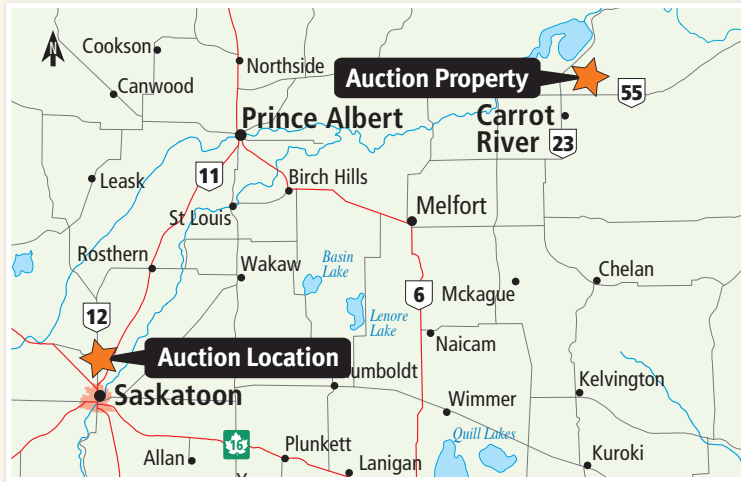 N
Cookson
Northside
Canwood
Auction Property
55
Prince Albert
Carrot
River
23
11
Leask
Birch Hills
St Louis
Melfort
Rosthern
Wakaw
Basin
Lake
Chelan
Lenore
Lake
6
Mckague
12
Naicam
Auction Location
umboldt
Saskatoon
Kelvington
Wimmer
Quill Lakes
16
Plunkett
Allan
Lanigan
Kuroki